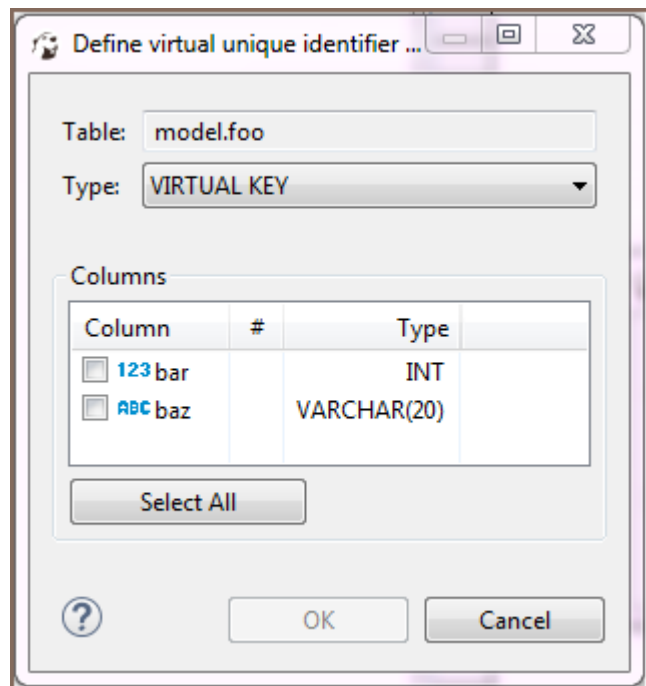 Define virtual unique identifier ...
Table: model.foo
Type: VIRTUAL KEY
Columns
Column # Type
123 bar INT
ABC baz VARCHAR(20)
Select All
? OK Cancel